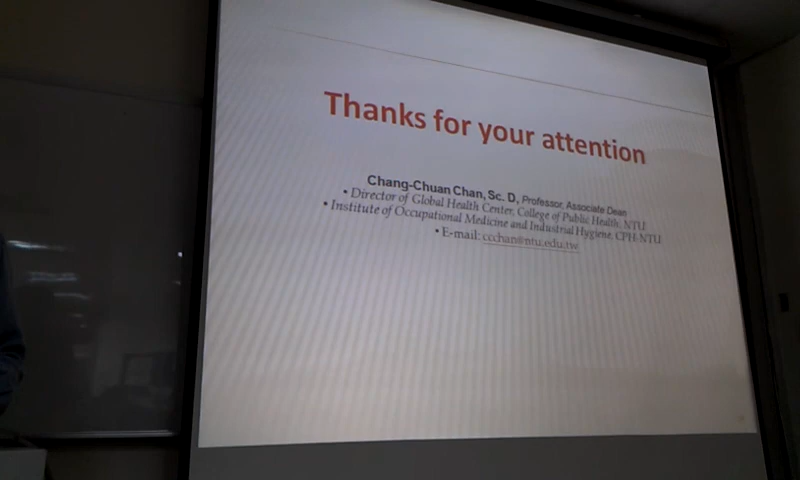 Thanks for your attention
Chang-Chuan Chan, Sc. D, Professor, Associate Dean
• Director of Global Health Center, College of Public Health, NTU
• Institute of Occupational Medicine and Industrial Hygiene, CPH-NTU
• E-mail: ccchan@ntu.edu.tw